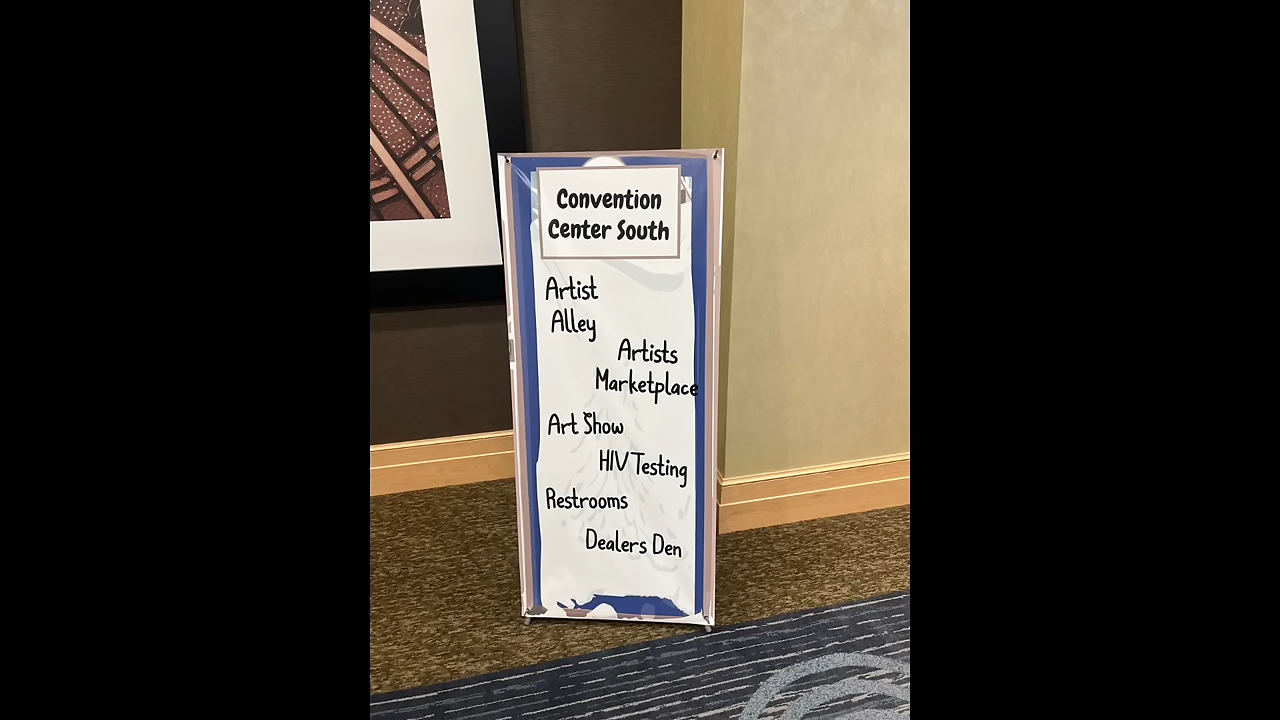 Convention
Center South
Artist
Alley
Artists
Marketplace
Art Show
HIV Testing
Restrooms
Dealers Den